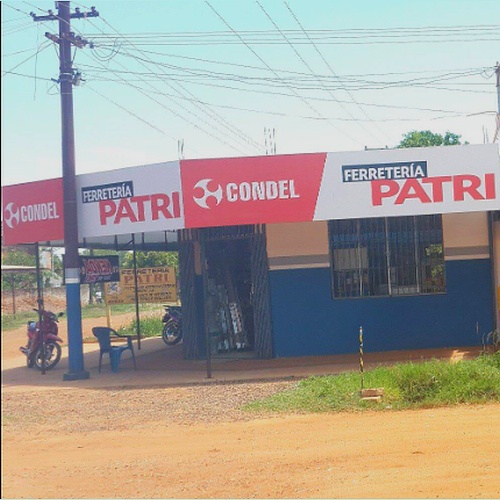 CONDEL
FERRETERÍA
PATRI
CONDEL
FERRETERÍA
PATRI
FERRETERIA
PATRI